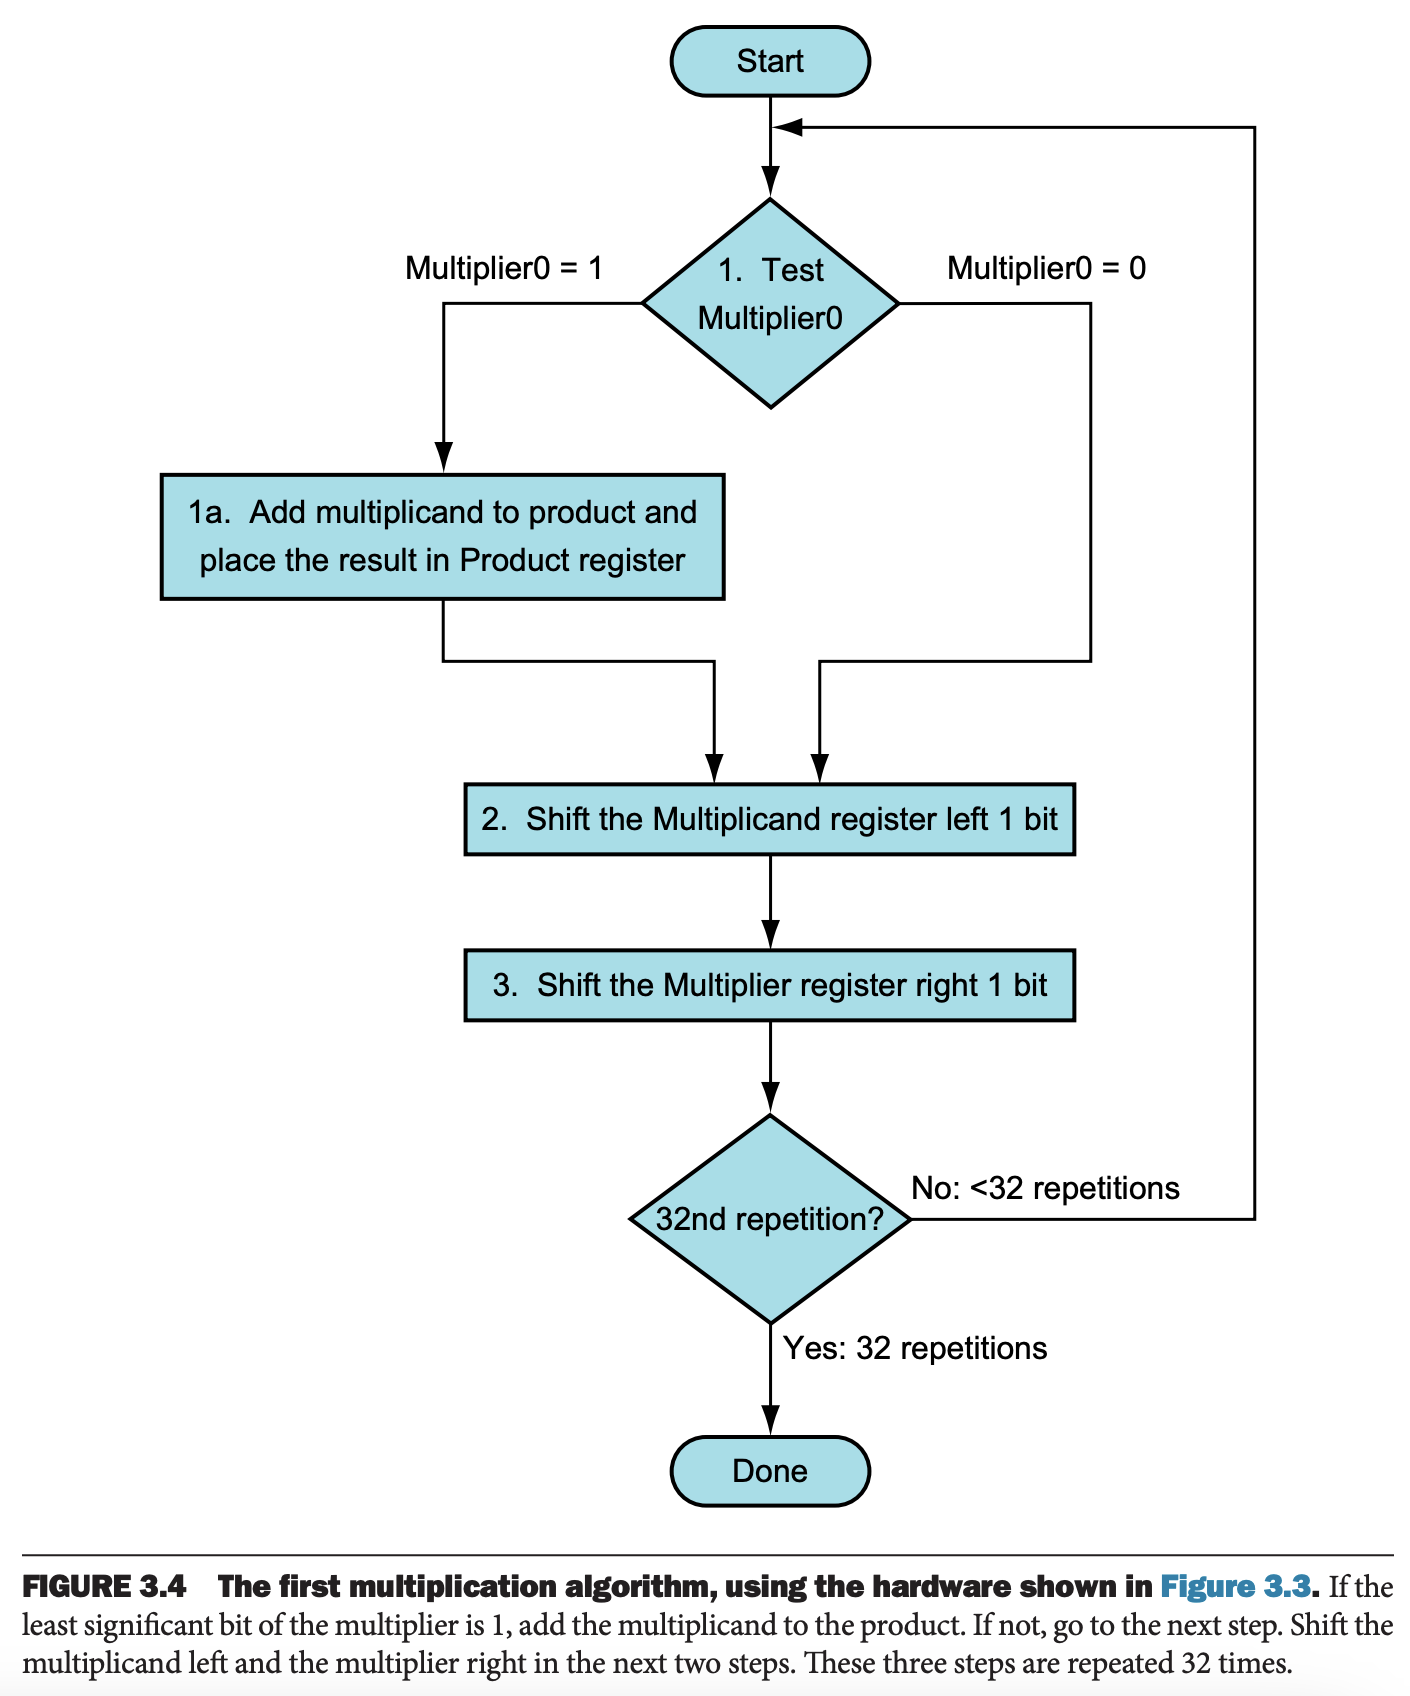 Start
Multiplier0 = 1
1. Test
Multiplier0
Multiplier0 = 0
1a. Add multiplicand to product and
place the result in Product register
2. Shift the Multiplicand register left 1 bit
3. Shift the Multiplier register right 1 bit
32nd repetition?
No: <32 repetitions
Yes: 32 repetitions
Done
FIGURE 3.4 The first multiplication algorithm, using the hardware shown in Figure 3.3. If the
least significant bit of the multiplier is 1, add the multiplicand to the product. If not, go to the next step. Shift the
multiplicand left and the multiplier right in the next two steps. These three steps are repeated 32 times.